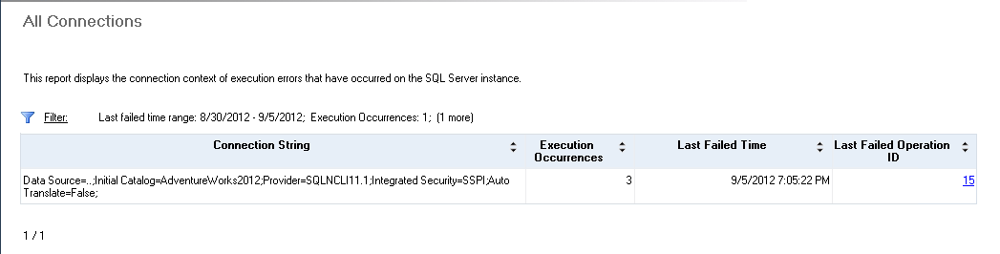 All Connections
This report displays the connection context of execution errors that have occurred on the SQL Server instance.
Filter: Last failed time range: 8/30/2012 - 9/5/2012; Execution Occurrences: 1; (1 more)
Connection String Execution Occurrences Last Failed Time Last Failed Operation ID
Data Source=.,;Initial Catalog=AdventureWorks2012;Provider=SQLNCLI11.1;Integrated Security=SSPI;Auto
Translate=False;
3 9/5/2012 7:05:22 PM 15
1 / 1